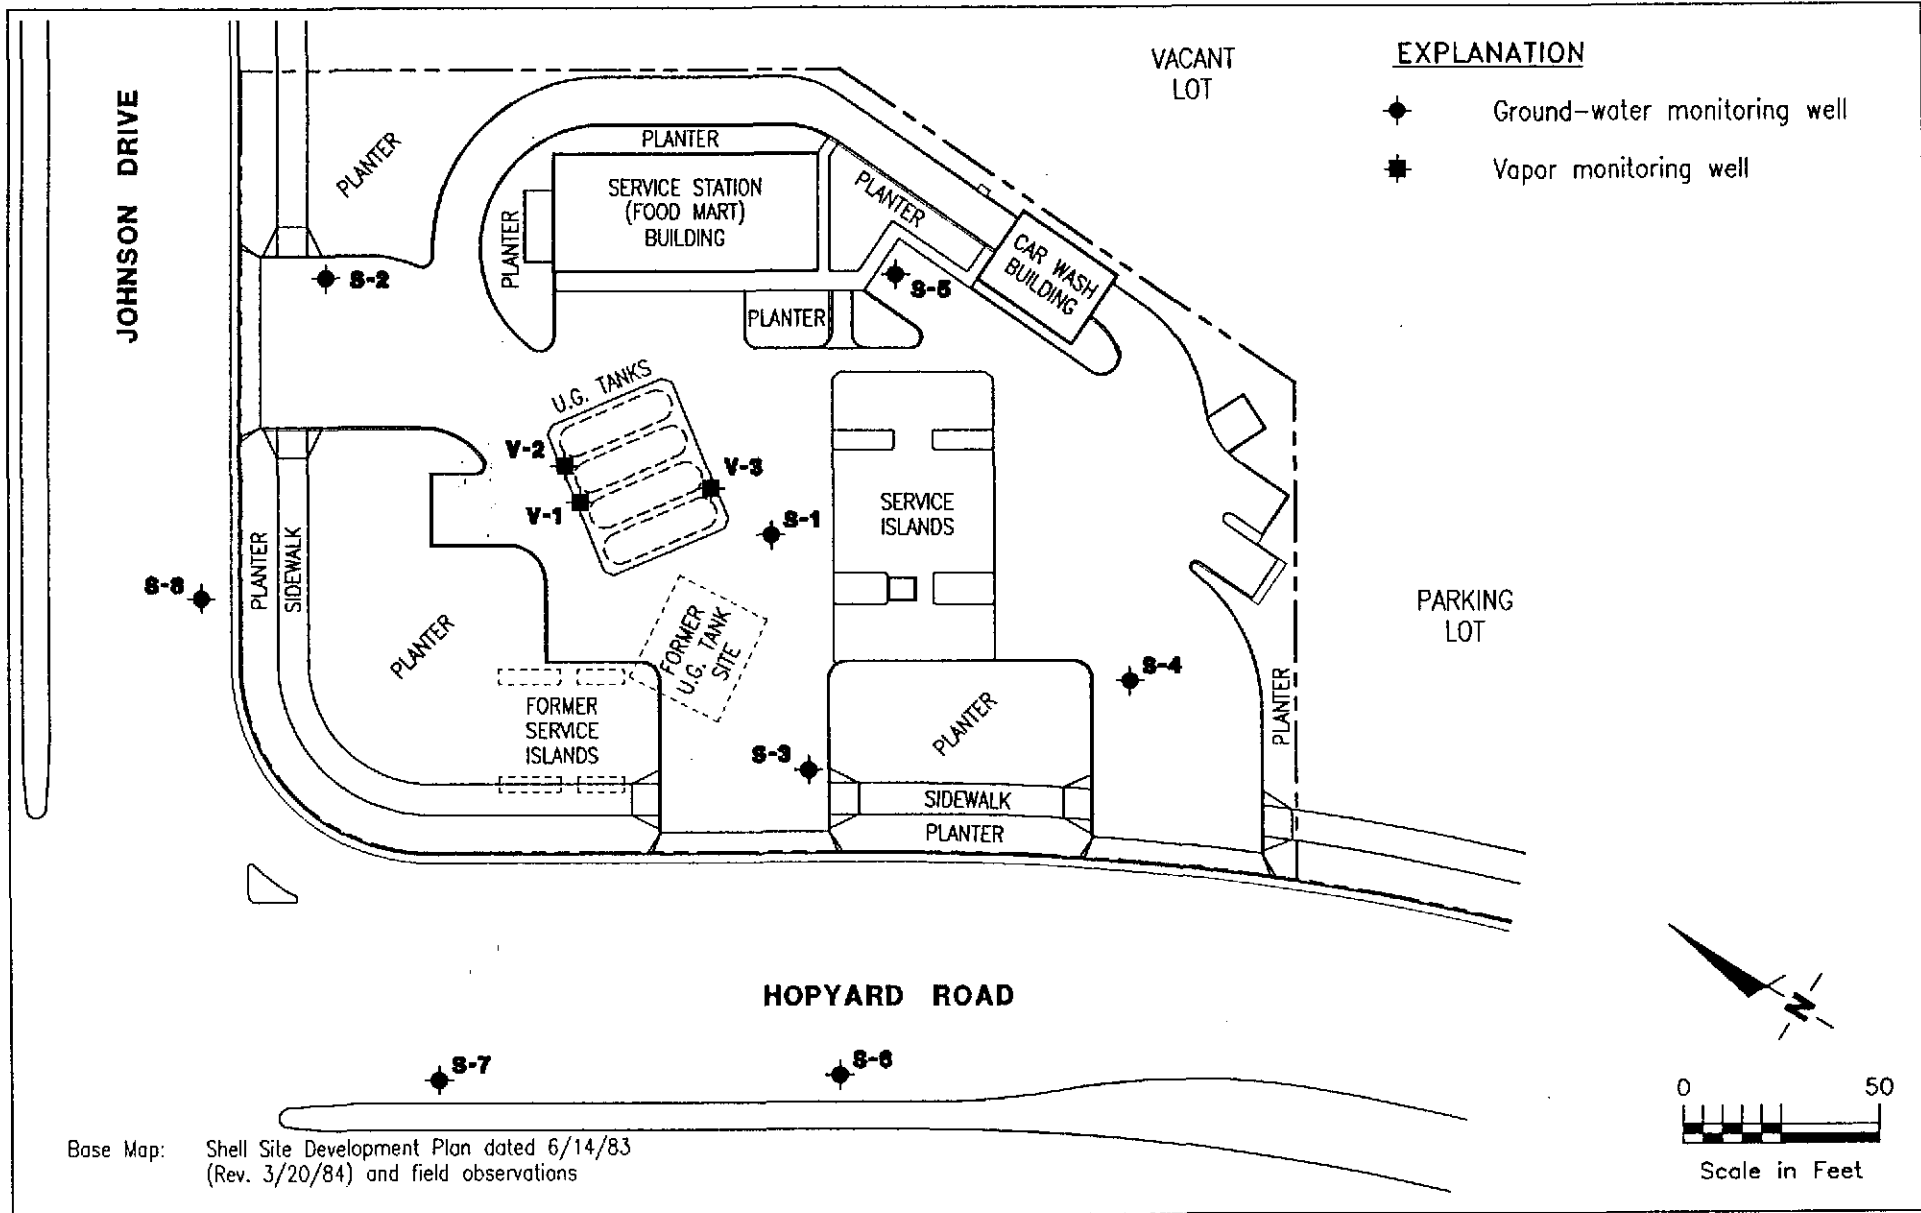 VACANT
LOT
EXPLANATION
Ground-water monitoring well
Vapor monitoring well
JOHNSON DRIVE
PLANTER
PLANTER
SERVICE STATION
(FOOD MART)
BUILDING
PLANTER
PLANTER
CAR WASH
BUILDING
S-2
S-5
PLANTER
U.G. TANKS
V-2
V-3
V-1
S-1
SERVICE
ISLANDS
PLANTER
SIDEWALK
S-8
PLANTER
FORMER
U.G. TANK
SITE
PARKING
LOT
S-4
FORMER
SERVICE
ISLANDS
PLANTER
PLANTER
S-3
SIDEWALK
PLANTER
HOPYARD ROAD
N
S-7
S-6
0 50
Scale in Feet
Base Map: Shell Site Development Plan dated 6/14/83
(Rev. 3/20/84) and field observations